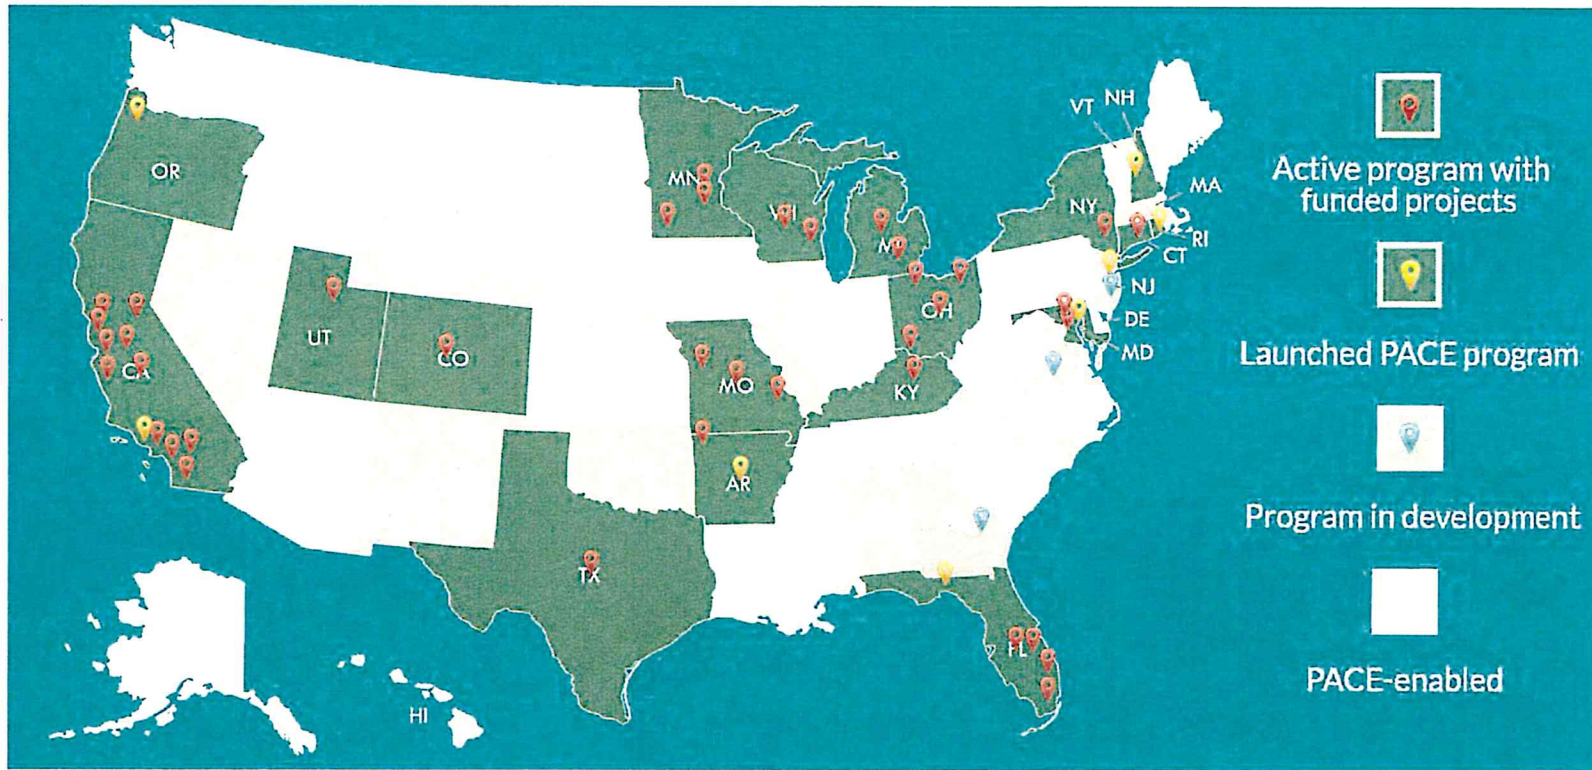 VT
NH
OR
MN
WI
MI
NY
MA
RI
CT
NJ
DE
MD
UT
CO
CA
OH
MO
KY
AR
TX
FL
HI
Active program with
funded projects
Launched PACE program
Program in development
PACE-enabled